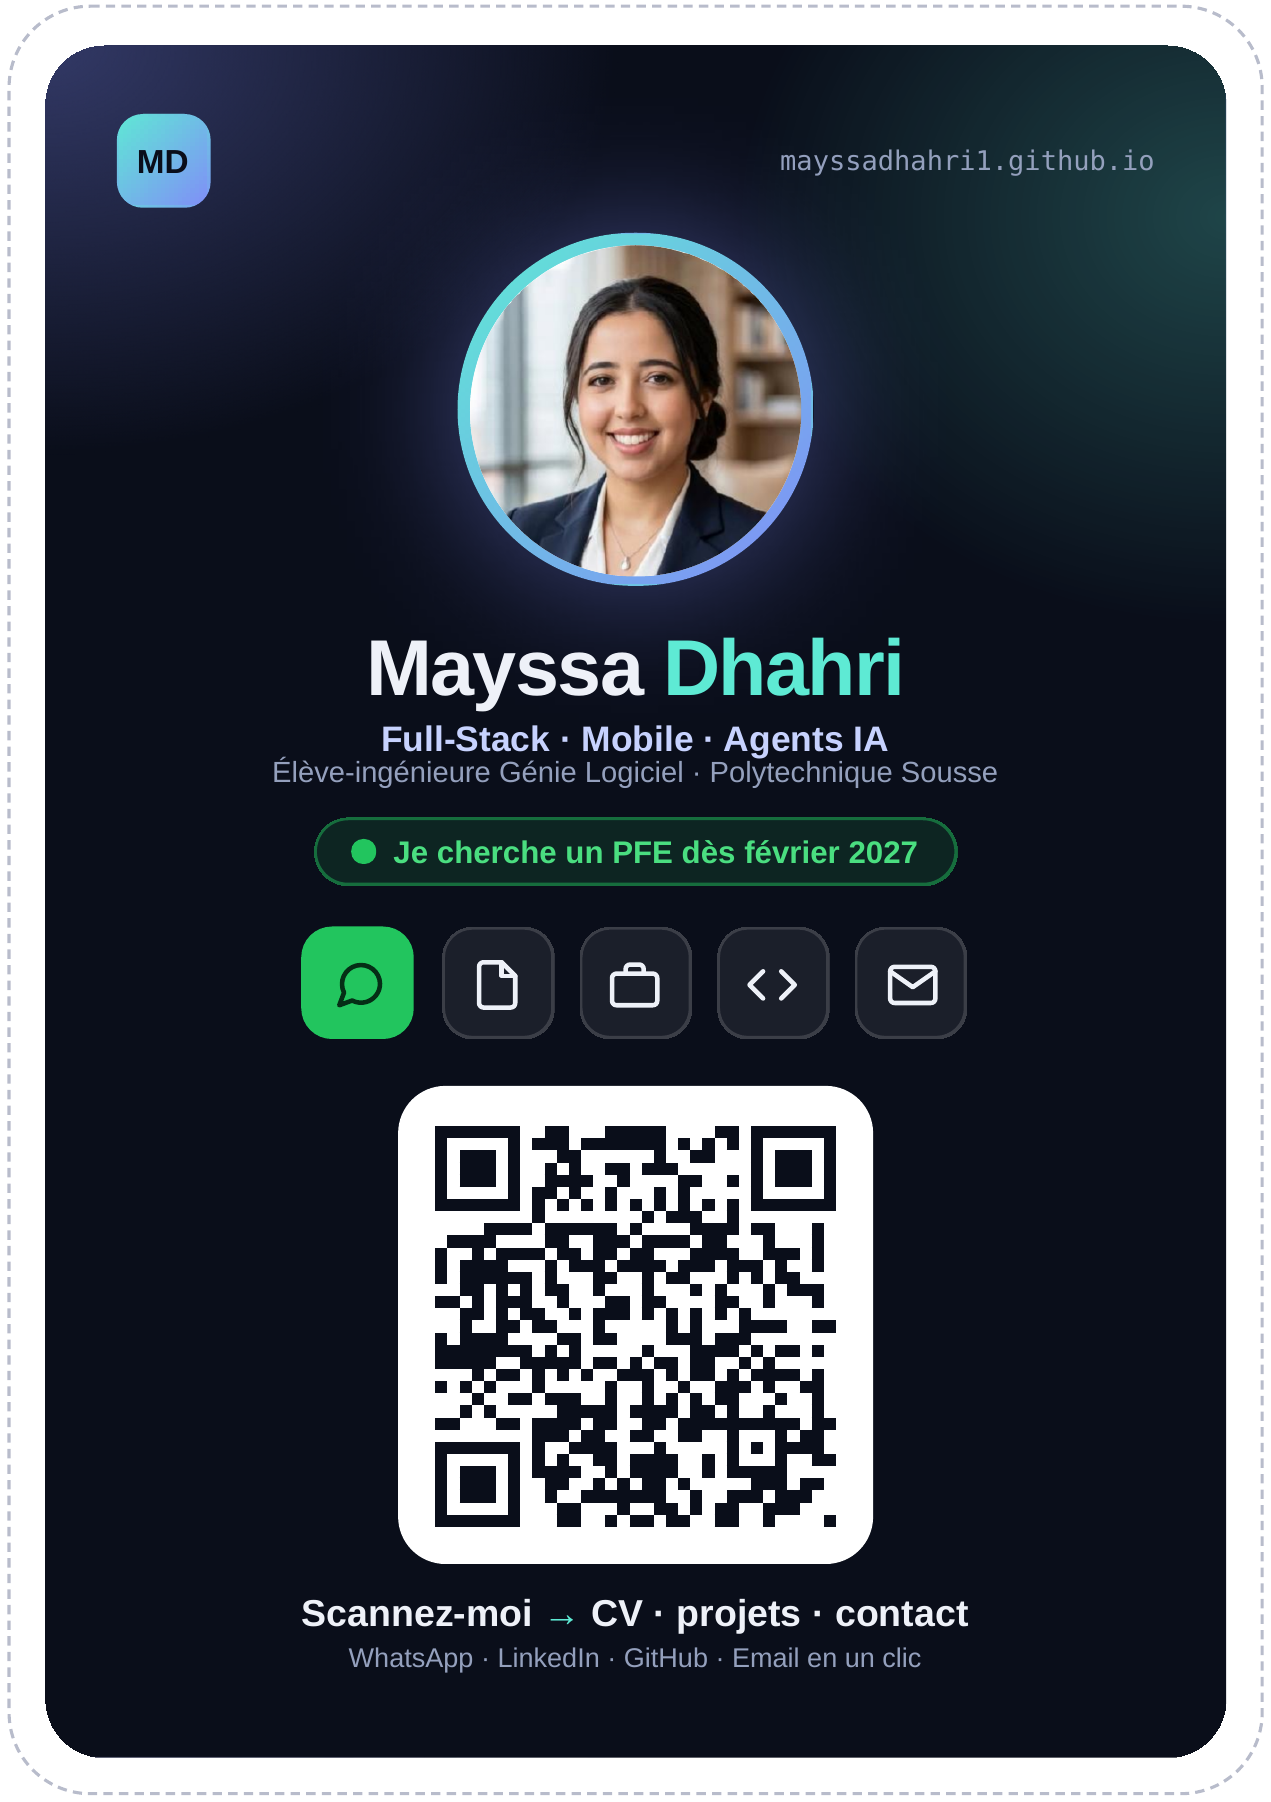 MD
mayssadhahri1.github.io
Mayssa Dhahri
Full-Stack · Mobile · Agents IA
Élève-ingénieure Génie Logiciel · Polytechnique Sousse
Je cherche un PFE dès février 2027
Scannez-moi → CV · projets · contact
WhatsApp · LinkedIn · GitHub · Email en un clic